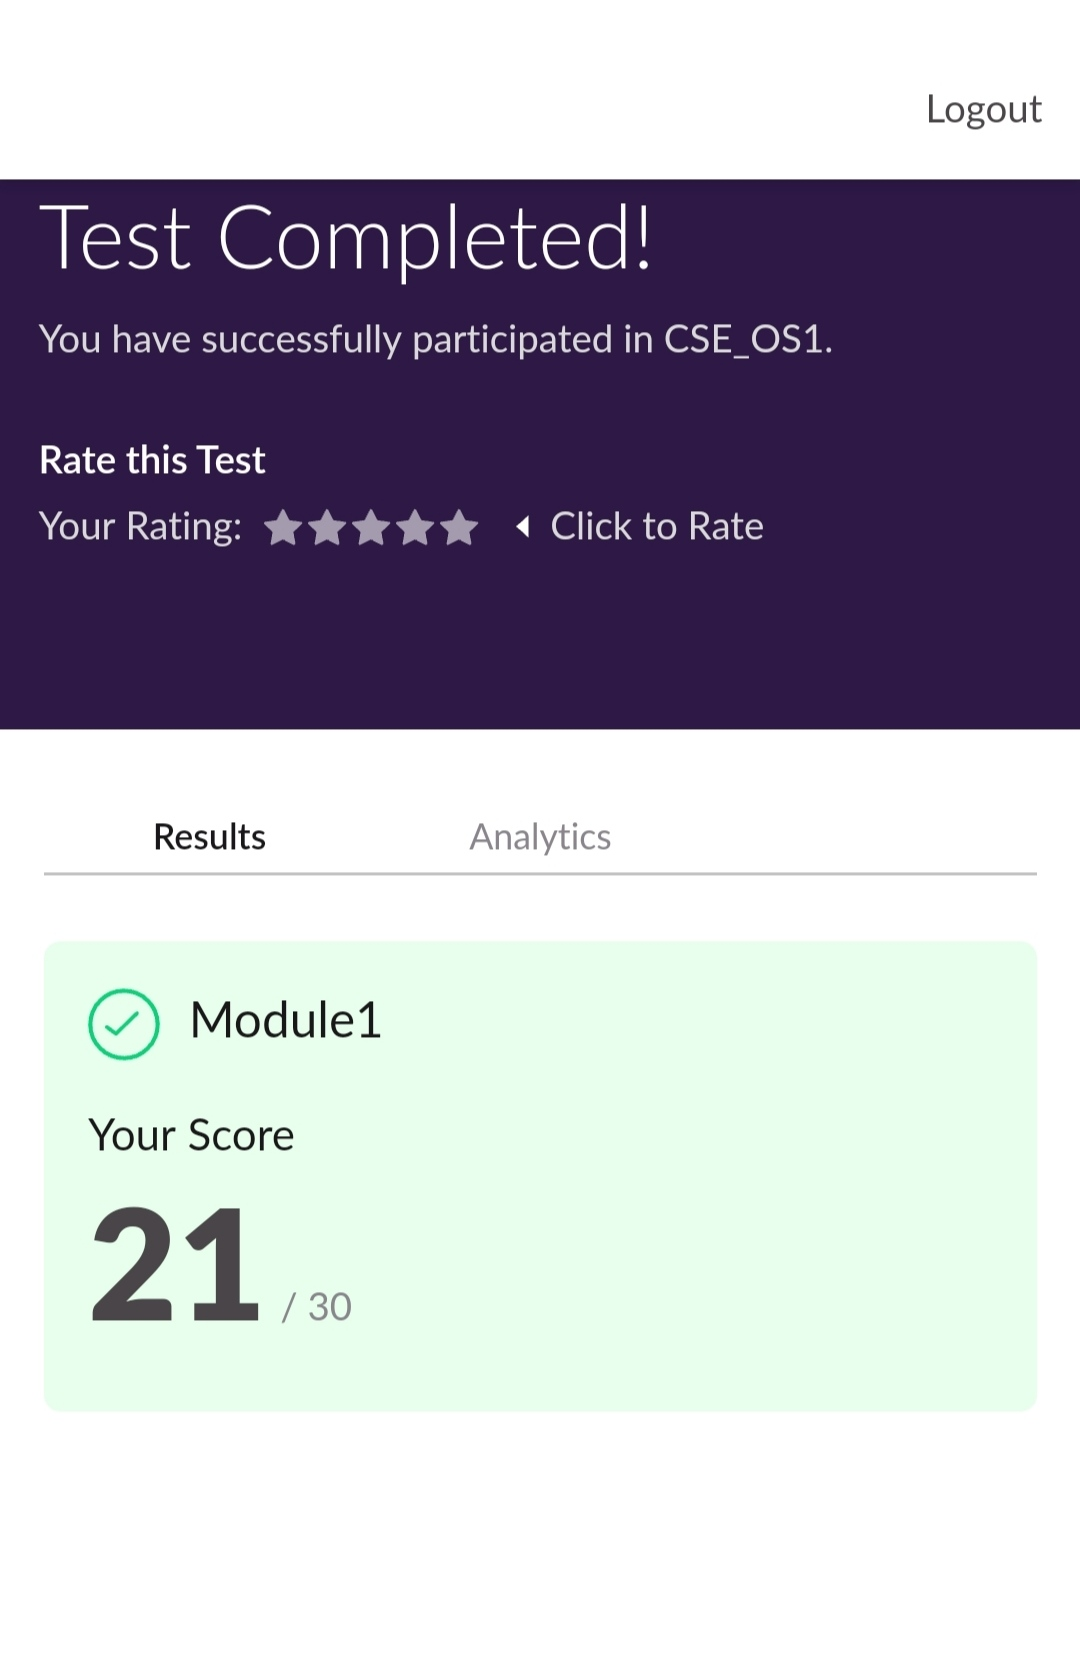 Logout
Test Completed!
You have successfully participated in CSE_OS1.
Rate this Test
Your Rating: Click to Rate
Results Analytics
Module1
Your Score
21 / 30